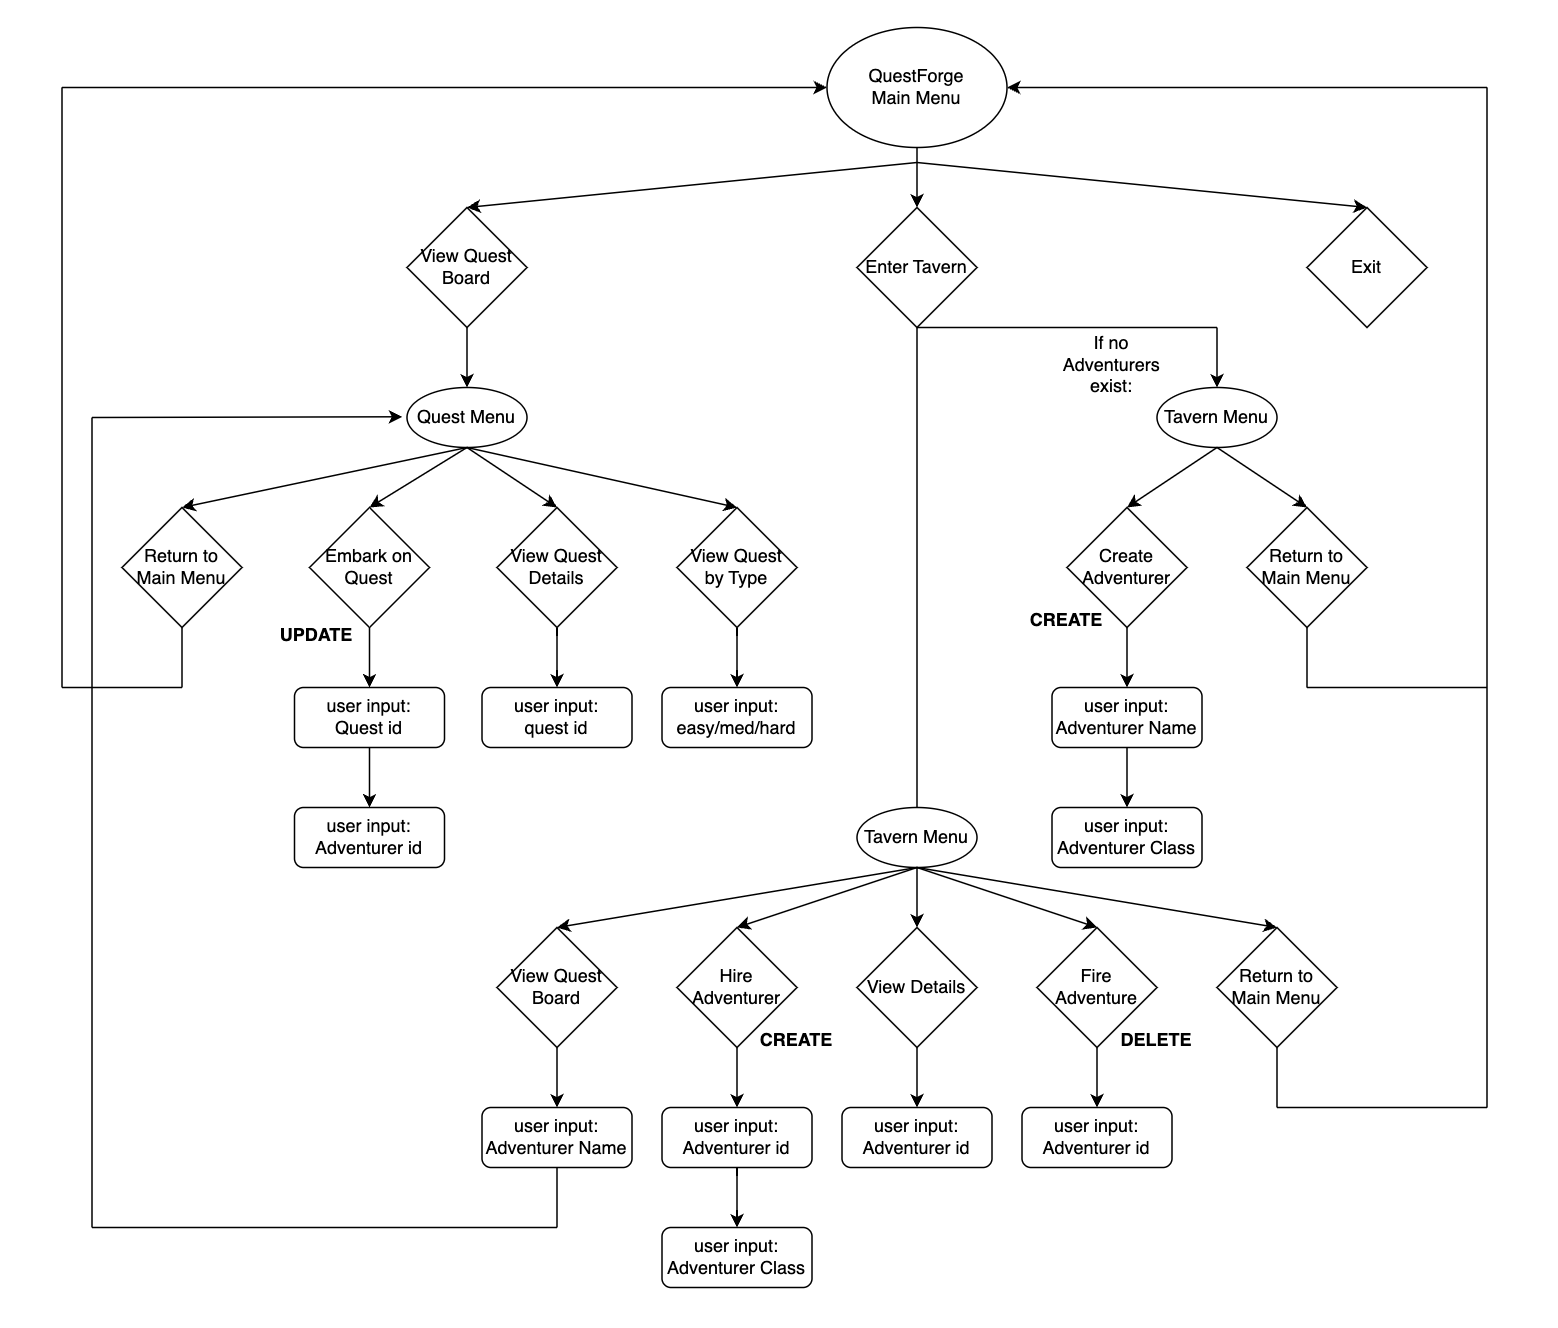 QuestForge
Main Menu
View Quest
Board
Enter Tavern
Exit
If no
Adventurers
exist:
Quest Menu
Tavern Menu
Return to
Main Menu
Embark on
Quest
View Quest
Details
View Quest
by Type
Create
Adventurer
Return to
Main Menu
UPDATE
CREATE
user input:
Quest id
user input:
quest id
user input:
easy/med/hard
user input:
Adventurer Name
user input:
Adventurer id
user input:
Adventurer Class
Tavern Menu
View Quest
Board
Hire
Adventurer
View Details
Fire
Adventure
Return to
Main Menu
CREATE
DELETE
user input:
Adventurer Name
user input:
Adventurer id
user input:
Adventurer id
user input:
Adventurer id
user input:
Adventurer Class